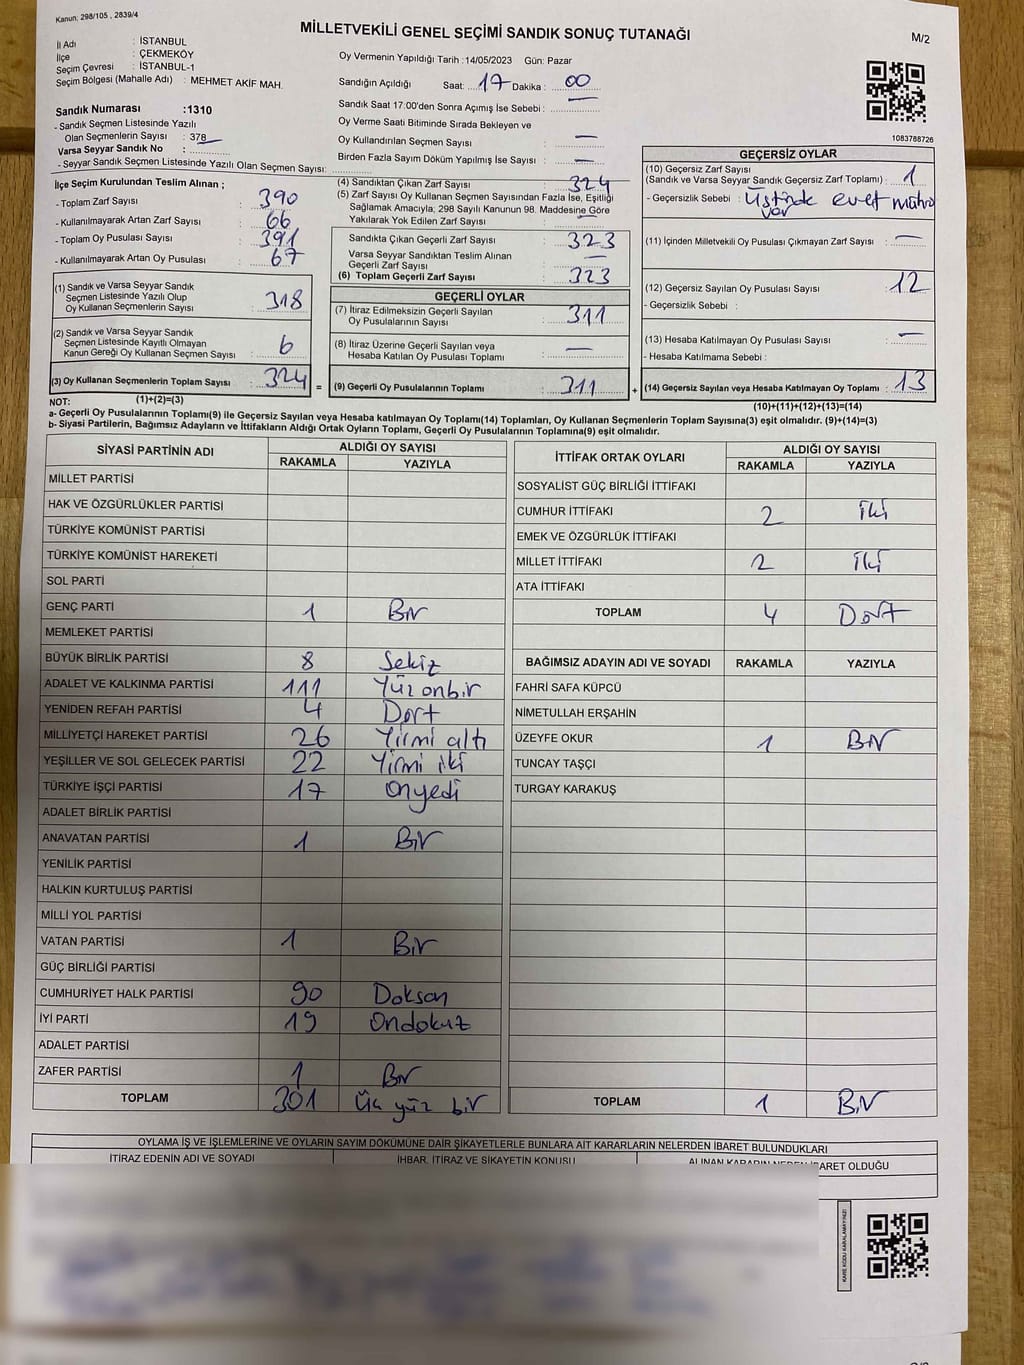 Kanun: 298/105 , 2839/4
MİLLETVEKİLİ GENEL SEÇİMİ SANDIK SONUÇ TUTANAĞI
M/2
İl Adı : İSTANBUL
İlçe : ÇEKMEKÖY
Seçim Çevresi : İSTANBUL-1
Seçim Bölgesi (Mahalle Adı) : MEHMET AKİF MAH.
Sandık Numarası :1310
- Sandık Seçmen Listesinde Yazılı
Olan Seçmenlerin Sayısı : 378
Varsa Seyyar Sandık No :
- Seyyar Sandık Seçmen Listesinde Yazılı Olan Seçmen Sayısı:
Oy Vermenin Yapıldığı Tarih :14/05/2023 Gün: Pazar
Sandığın Açıldığı Saat: 17 Dakika : 00
Sandık Saat 17:00'den Sonra Açımış İse Sebebi :
Oy Verme Saati Bitiminde Sırada Bekleyen ve
Oy Kullandırılan Seçmen Sayısı : —
Birden Fazla Sayım Döküm Yapılmış İse Sayısı : —
1083788726
İlçe Seçim Kurulundan Teslim Alınan ;
- Toplam Zarf Sayısı : 390
- Kullanılmayarak Artan Zarf Sayısı : 66
- Toplam Oy Pusulası Sayısı : 391
- Kullanılmayarak Artan Oy Pusulası : 67
(1) Sandık ve Varsa Seyyar Sandık
Seçmen Listesinde Yazılı Olup
Oy Kullanan Seçmenlerin Sayısı : 318
(2) Sandık ve Varsa Seyyar Sandık
Seçmen Listesinde Kayıtlı Olmayan
Kanun Gereği Oy Kullanan Seçmen Sayısı : 6
(3) Oy Kullanan Seçmenlerin Toplam Sayısı : 324 =
(1)+(2)=(3)
(4) Sandıktan Çıkan Zarf Sayısı : 324
(5) Zarf Sayısı Oy Kullanan Seçmen Sayısından Fazla İse, Eşitliği
Sağlamak Amacıyla, 298 Sayılı Kanunun 98. Maddesine Göre
Yakılarak Yok Edilen Zarf Sayısı : —
Sandıkta Çıkan Geçerli Zarf Sayısı : 323
Varsa Seyyar Sandıktan Teslim Alınan
Geçerli Zarf Sayısı : —
(6) Toplam Geçerli Zarf Sayısı : 323
GEÇERLİ OYLAR
(7) İtiraz Edilmeksizin Geçerli Sayılan
Oy Pusulalarının Sayısı : 311
(8) İtiraz Üzerine Geçerli Sayılan veya
Hesaba Katılan Oy Pusulası Toplamı : —
(9) Geçerli Oy Pusulalarının Toplamı : 311 +
GEÇERSİZ OYLAR
(10) Geçersiz Zarf Sayısı
(Sandık ve Varsa Seyyar Sandık Geçersiz Zarf Toplamı) : 1
- Geçersizlik Sebebi : üstünde evet mührü
var
(11) İçinden Milletvekili Oy Pusulası Çıkmayan Zarf Sayısı : —
(12) Geçersiz Sayılan Oy Pusulası Sayısı : 12
- Geçersizlik Sebebi :
(13) Hesaba Katılmayan Oy Pusulası Sayısı : —
- Hesaba Katılmama Sebebi :
(14) Geçersiz Sayılan veya Hesaba Katılmayan Oy Toplamı : 13
(10)+(11)+(12)+(13)=(14)
NOT:
a- Geçerli Oy Pusulalarının Toplamı(9) ile Geçersiz Sayılan veya Hesaba katılmayan Oy Toplamı(14) Toplamları, Oy Kullanan Seçmenlerin Toplam Sayısına(3) eşit olmalıdır. (9)+(14)=(3)
b- Siyasi Partilerin, Bağımsız Adayların ve İttifakların Aldığı Ortak Oyların Toplamı, Geçerli Oy Pusulalarının Toplamına(9) eşit olmalıdır.
SİYASİ PARTİNİN ADI ALDIĞI OY SAYISI
RAKAMLA YAZIYLA
MİLLET PARTİSİ
HAK VE ÖZGÜRLÜKLER PARTİSİ
TÜRKİYE KOMÜNİST PARTİSİ
TÜRKİYE KOMÜNİST HAREKETİ
SOL PARTİ
GENÇ PARTİ 1 Bir
MEMLEKET PARTİSİ
BÜYÜK BİRLİK PARTİSİ 8 Sekiz
ADALET VE KALKINMA PARTİSİ 111 Yüz onbir
YENİDEN REFAH PARTİSİ 4 Dört
MİLLİYETÇİ HAREKET PARTİSİ 26 Yirmi altı
YEŞİLLER VE SOL GELECEK PARTİSİ 22 Yirmi iki
TÜRKİYE İŞÇİ PARTİSİ 17 Onyedi
ADALET BİRLİK PARTİSİ
ANAVATAN PARTİSİ 1 Bir
YENİLİK PARTİSİ
HALKIN KURTULUŞ PARTİSİ
MİLLİ YOL PARTİSİ
VATAN PARTİSİ 1 Bir
GÜÇ BİRLİĞİ PARTİSİ
CUMHURİYET HALK PARTİSİ 90 Doksan
İYİ PARTİ 19 Ondokuz
ADALET PARTİSİ
ZAFER PARTİSİ 1 Bir
TOPLAM 301 Üç yüz bir
İTTİFAK ORTAK OYLARI ALDIĞI OY SAYISI
RAKAMLA YAZIYLA
SOSYALİST GÜÇ BİRLİĞİ İTTİFAKI
CUMHUR İTTİFAKI 2 İki
EMEK VE ÖZGÜRLÜK İTTİFAKI
MİLLET İTTİFAKI 2 İki
ATA İTTİFAKI
TOPLAM 4 Dört
BAĞIMSIZ ADAYIN ADI VE SOYADI RAKAMLA YAZIYLA
FAHRİ SAFA KÜPCÜ
NİMETULLAH ERŞAHİN
ÜZEYFE OKUR 1 Bir
TUNCAY TAŞÇI
TURGAY KARAKUŞ
TOPLAM 1 Bir
OYLAMA İŞ VE İŞLEMLERİNE VE OYLARIN SAYIM DÖKÜMÜNE DAİR ŞİKAYETLERLE BUNLARA AİT KARARLARIN NELERDEN İBARET BULUNDUKLARI
İTİRAZ EDENİN ADI VE SOYADI İHBAR, İTİRAZ VE ŞİKAYETİN KONUSU ALINAN KARARIN NEDEN İBARET OLDUĞU
KARE KODU KARALAMAYINIZ!